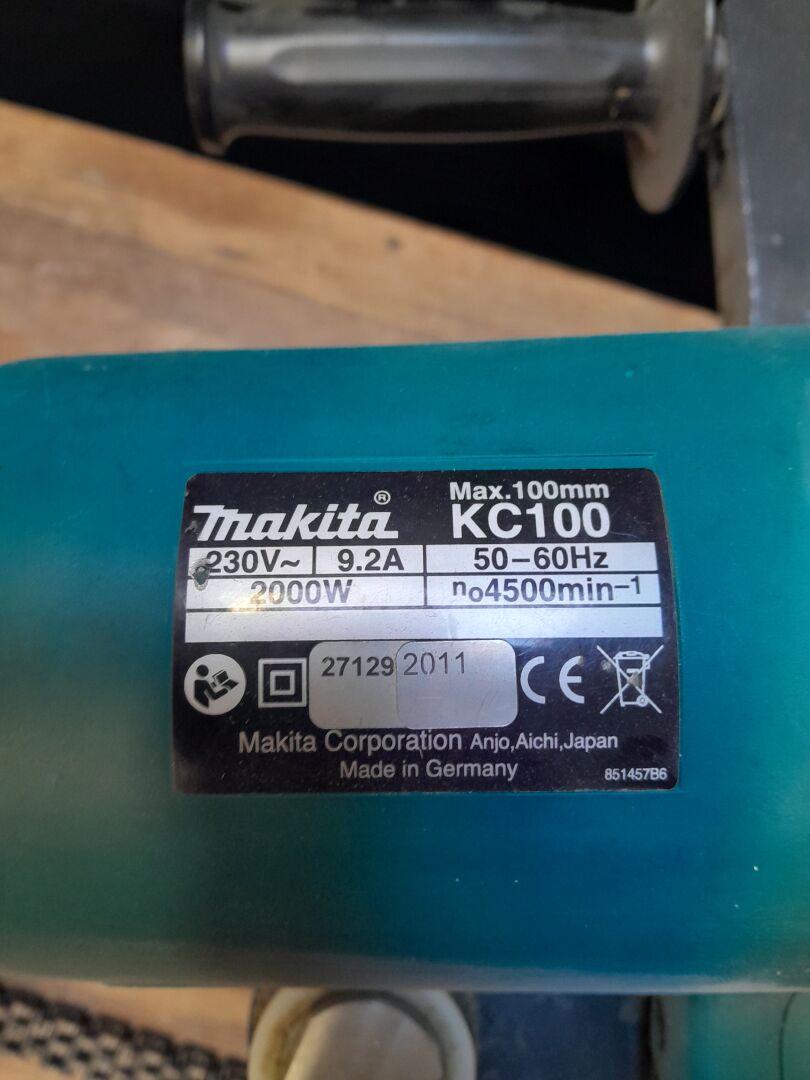 Makita® Max.100mm
KC100
230V~ 9.2A 50–60Hz
2000W no4500min-1
27129 2011
CE
Makita Corporation Anjo,Aichi,Japan
Made in Germany
851457B6